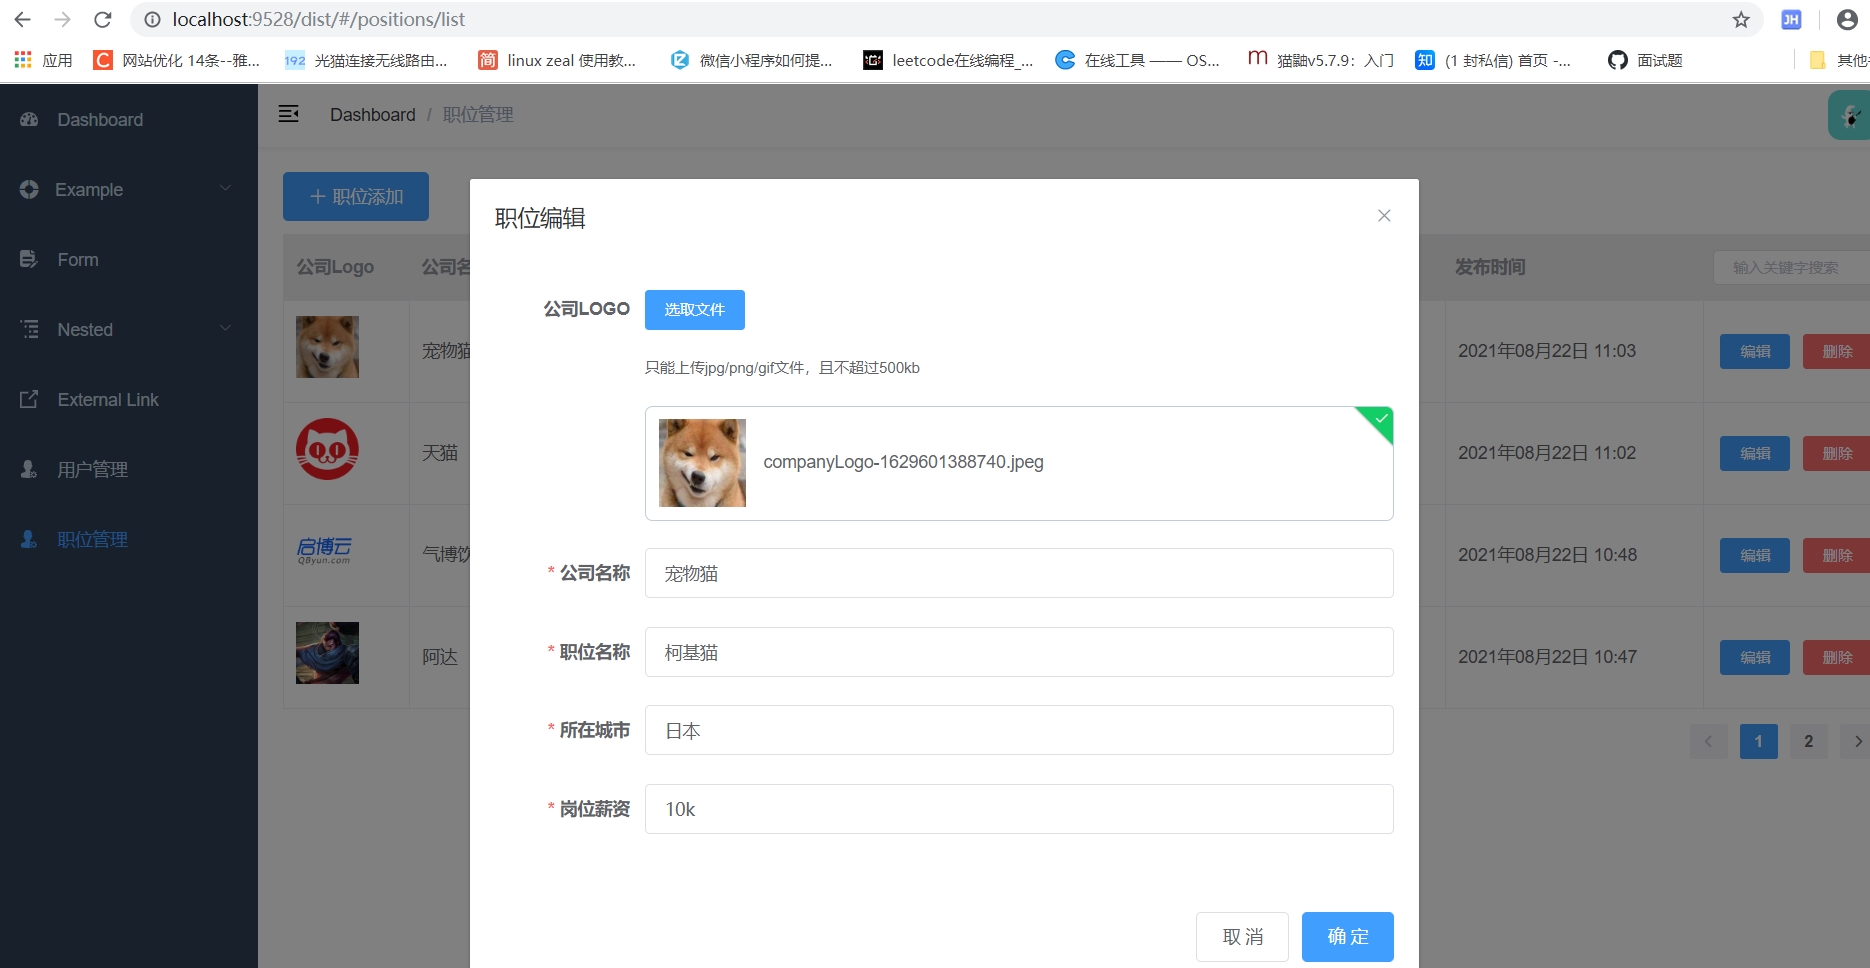 localhost:9528/dist/#/positions/list
JH
应用
C 网站优化 14条--雅...
192 光猫连接无线路由...
简 linux zeal 使用教...
微信小程序如何提...
leetcode在线编程_...
在线工具 —— OS...
m 猫鼬v5.7.9：入门
知 (1 封私信) 首页 -...
面试题
Dashboard
Example
Form
Nested
External Link
用户管理
职位管理
Dashboard / 职位管理
+ 职位添加
公司Logo 公司名
发布时间
输入关键字搜索
宠物猫
2021年08月22日 11:03
编辑 删除
天猫
2021年08月22日 11:02
编辑 删除
启博云
QByun.com
气博饮
2021年08月22日 10:48
编辑 删除
阿达
2021年08月22日 10:47
编辑 删除
1 2
职位编辑
公司LOGO 选取文件
只能上传jpg/png/gif文件，且不超过500kb
companyLogo-1629601388740.jpeg
* 公司名称 宠物猫
* 职位名称 柯基猫
* 所在城市 日本
* 岗位薪资 10k
取 消 确 定